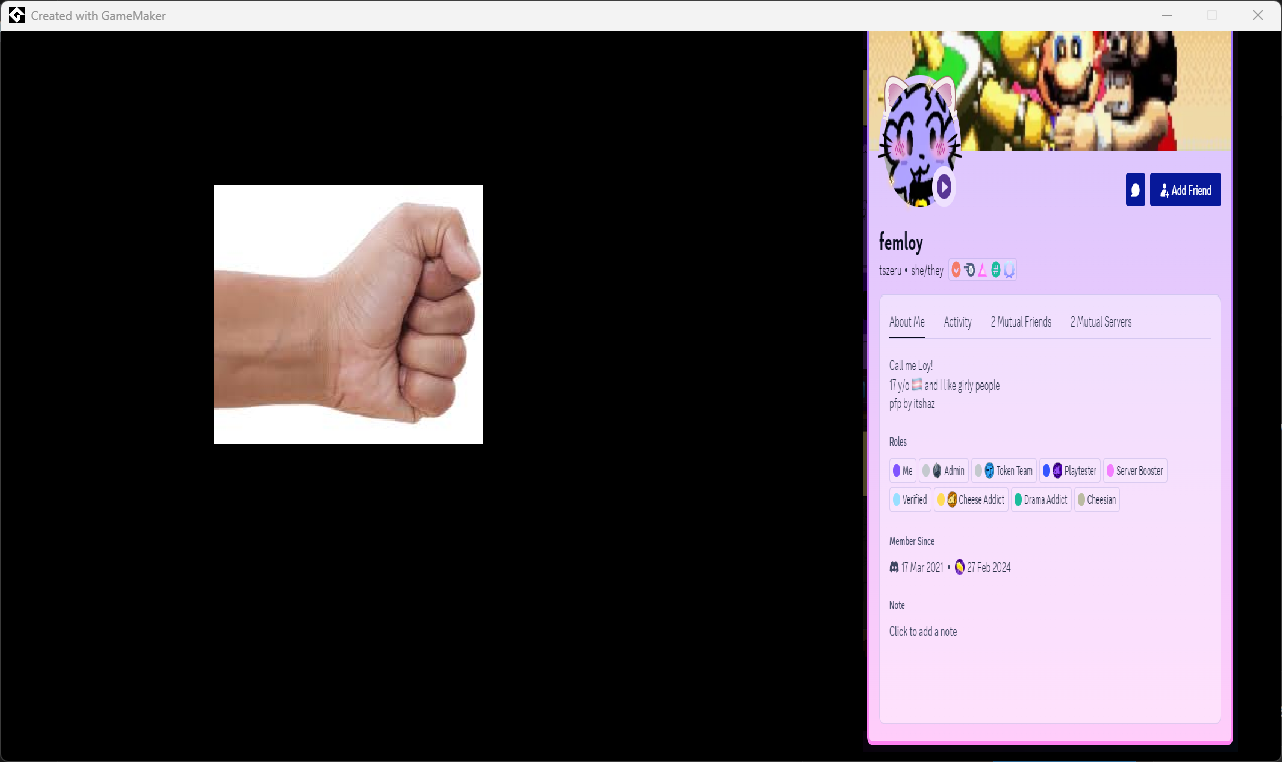 Created with GameMaker
Add Friend
femloy
tszeru • she/they
About Me Activity 2 Mutual Friends 2 Mutual Servers
Call me Loy!
17 y/o 🏳️‍⚧️ and I like girly people
pfp by itshaz
Roles
Me Admin Token Team Playtester Server Booster
Verified Cheese Addict Drama Addict Cheesian
Member Since
17 Mar 2021 • 27 Feb 2024
Note
Click to add a note